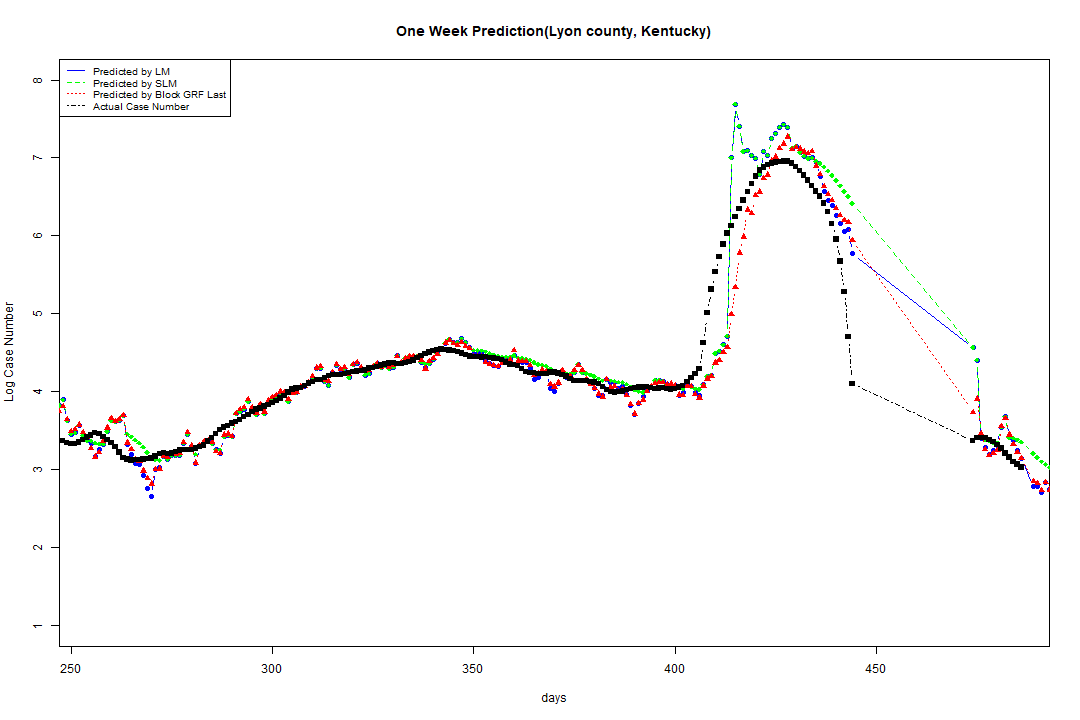 One Week Prediction(Lyon county, Kentucky)
Predicted by LM
Predicted by SLM
Predicted by Block GRF Last
Actual Case Number
Log Case Number
8
7
6
5
4
3
2
1
250 300 350 400 450
days